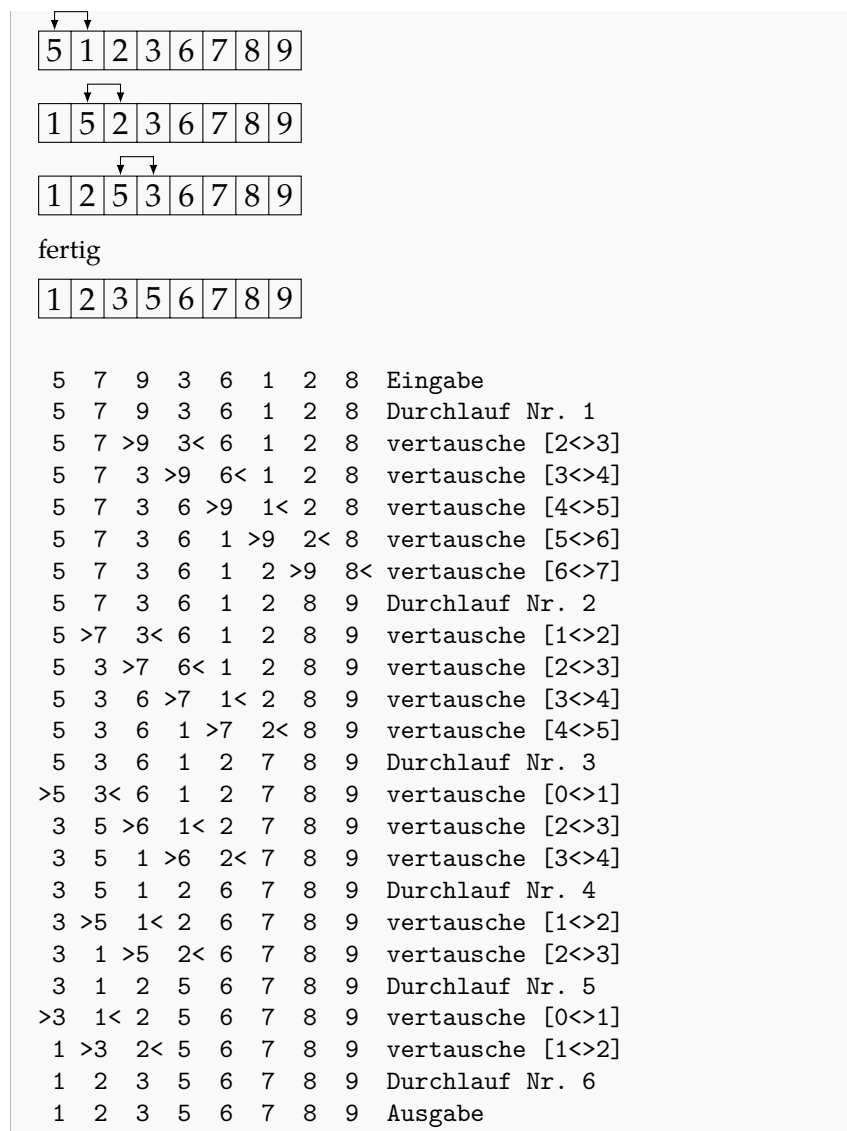 5 1 2 3 6 7 8 9
1 5 2 3 6 7 8 9
1 2 5 3 6 7 8 9
fertig
1 2 3 5 6 7 8 9
 5  7  9  3  6  1  2  8  Eingabe
 5  7  9  3  6  1  2  8  Durchlauf Nr. 1
 5  7 >9  3< 6  1  2  8  vertausche [2<>3]
 5  7  3 >9  6< 1  2  8  vertausche [3<>4]
 5  7  3  6 >9  1< 2  8  vertausche [4<>5]
 5  7  3  6  1 >9  2< 8  vertausche [5<>6]
 5  7  3  6  1  2 >9  8< vertausche [6<>7]
 5  7  3  6  1  2  8  9  Durchlauf Nr. 2
 5 >7  3< 6  1  2  8  9  vertausche [1<>2]
 5  3 >7  6< 1  2  8  9  vertausche [2<>3]
 5  3  6 >7  1< 2  8  9  vertausche [3<>4]
 5  3  6  1 >7  2< 8  9  vertausche [4<>5]
 5  3  6  1  2  7  8  9  Durchlauf Nr. 3
>5  3< 6  1  2  7  8  9  vertausche [0<>1]
 3  5 >6  1< 2  7  8  9  vertausche [2<>3]
 3  5  1 >6  2< 7  8  9  vertausche [3<>4]
 3  5  1  2  6  7  8  9  Durchlauf Nr. 4
 3 >5  1< 2  6  7  8  9  vertausche [1<>2]
 3  1 >5  2< 6  7  8  9  vertausche [2<>3]
 3  1  2  5  6  7  8  9  Durchlauf Nr. 5
>3  1< 2  5  6  7  8  9  vertausche [0<>1]
 1 >3  2< 5  6  7  8  9  vertausche [1<>2]
 1  2  3  5  6  7  8  9  Durchlauf Nr. 6
 1  2  3  5  6  7  8  9  Ausgabe